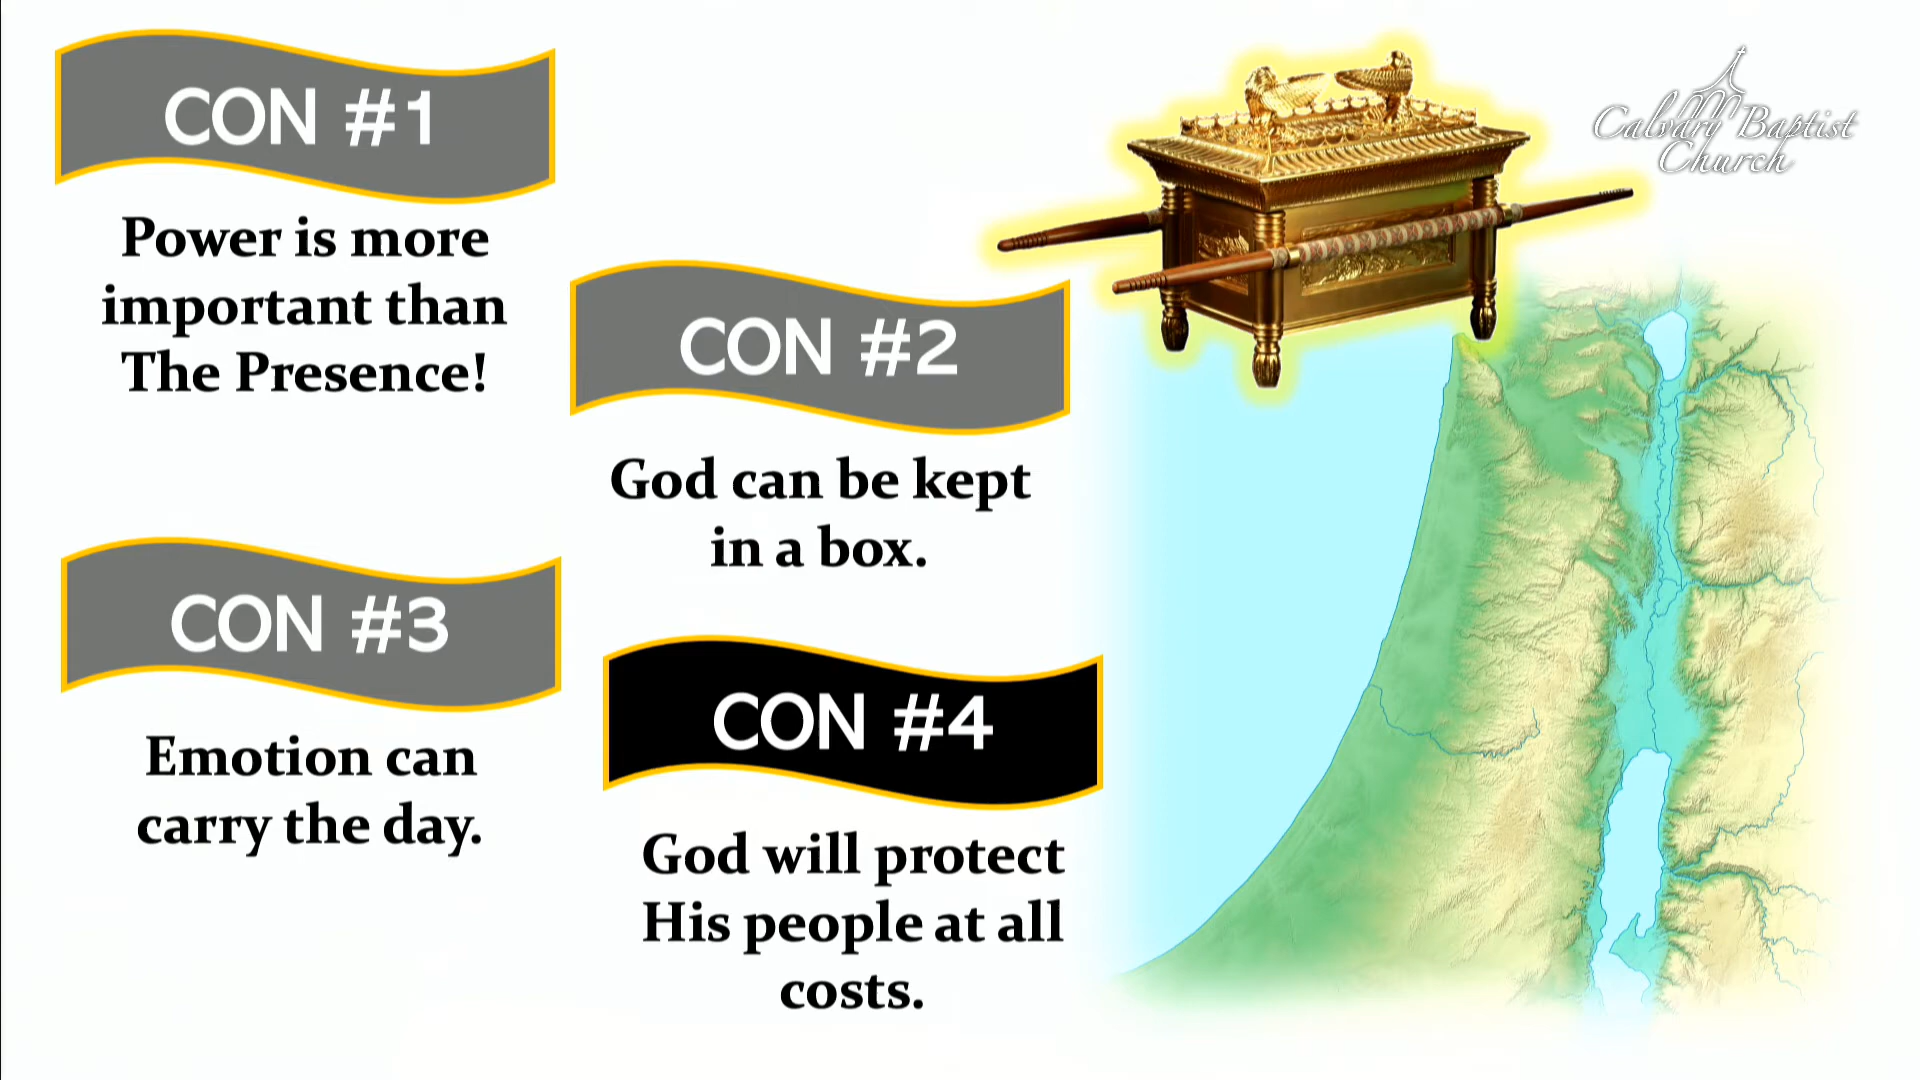 CON #1
Power is more
important than
The Presence!
CON #2
God can be kept
in a box.
CON #3
Emotion can
carry the day.
CON #4
God will protect
His people at all
costs.
Calvary Baptist
Church